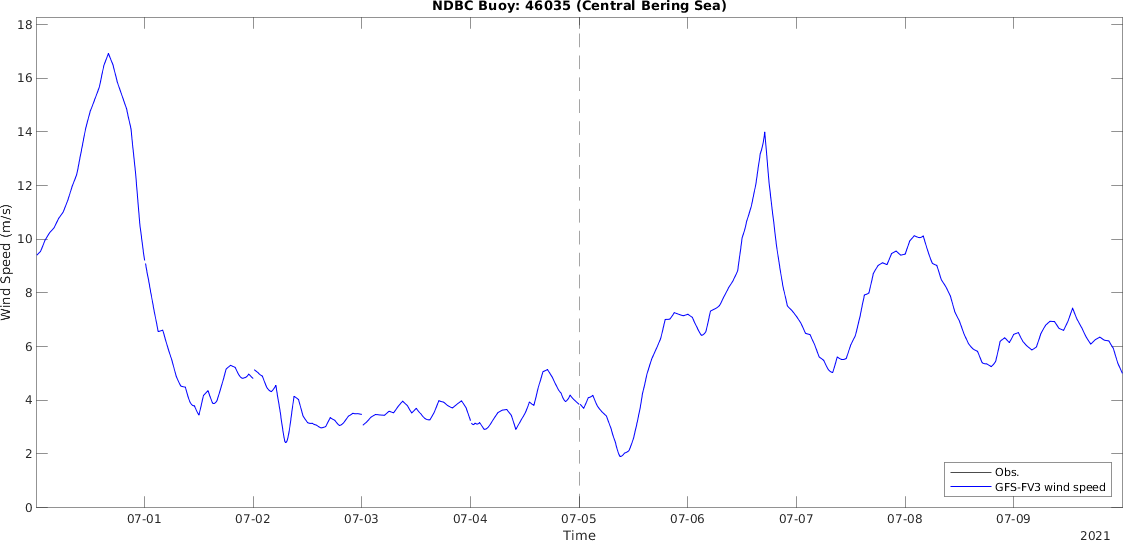 NDBC Buoy: 46035 (Central Bering Sea)
18
16
14
12
10
8
6
4
2
0
Wind Speed (m/s)
07-01 07-02 07-03 07-04 07-05 07-06 07-07 07-08 07-09
Time
2021
Obs.
GFS-FV3 wind speed